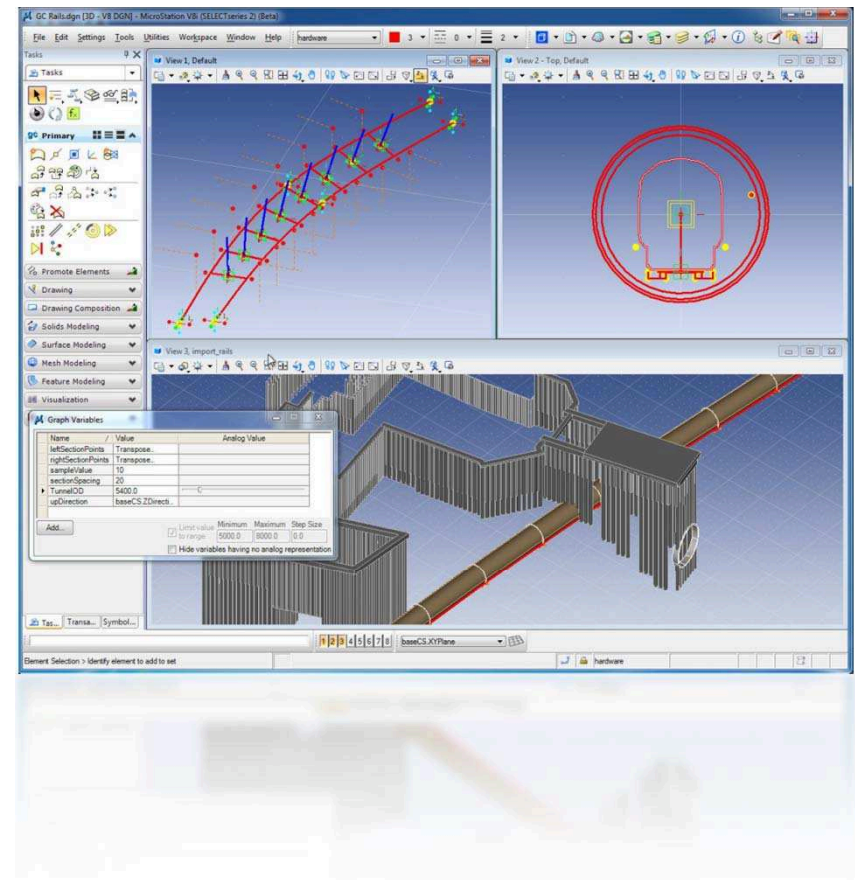 GC Rails.dgn [3D - V8 DGN] - MicroStation V8i (SELECTseries 2) (Beta)
File Edit Settings Tools Utilities Workspace Window Help hardware 3 0 2
Tasks
Tasks
Primary
Promote Elements
Drawing
Drawing Composition
Solids Modeling
Surface Modeling
Mesh Modeling
Feature Modeling
Visualization
View 1, Default
View 2 - Top, Default
View 3, import_rails
Graph Variables
Name / Value Analog Value
leftSectionPoints Transpose..
rightSectionPoints Transpose..
sampleValue 10
sectionSpacing 20
TunnelOD 5400.0
upDirection baseCS.ZDirecti..
Add...
Limit value to range
Minimum Maximum Step Size
5000.0 8000.0 0.0
Hide variables having no analog representation
Tas... Transa... Symbol...
1 2 3 4 5 6 7 8 baseCS.XYPlane
Element Selection > Identify element to add to set
hardware